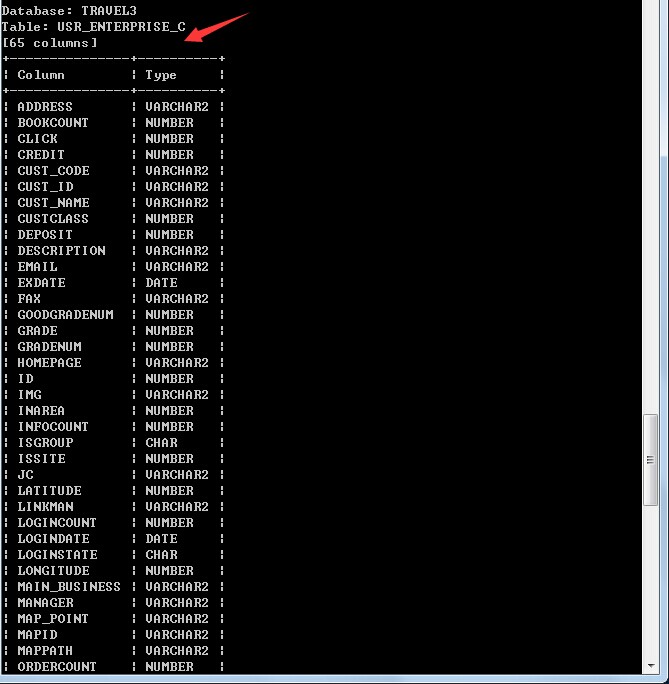 Database: TRAVEL3
Table: USR_ENTERPRISE_C
[65 columns]
+---------------+----------+
¦ Column ¦ Type ¦
+---------------+----------+
¦ ADDRESS ¦ VARCHAR2 ¦
¦ BOOKCOUNT ¦ NUMBER ¦
¦ CLICK ¦ NUMBER ¦
¦ CREDIT ¦ NUMBER ¦
¦ CUST_CODE ¦ VARCHAR2 ¦
¦ CUST_ID ¦ VARCHAR2 ¦
¦ CUST_NAME ¦ VARCHAR2 ¦
¦ CUSTCLASS ¦ NUMBER ¦
¦ DEPOSIT ¦ NUMBER ¦
¦ DESCRIPTION ¦ VARCHAR2 ¦
¦ EMAIL ¦ VARCHAR2 ¦
¦ EXDATE ¦ DATE ¦
¦ FAX ¦ VARCHAR2 ¦
¦ GOODGRADENUM ¦ NUMBER ¦
¦ GRADE ¦ NUMBER ¦
¦ GRADENUM ¦ NUMBER ¦
¦ HOMEPAGE ¦ VARCHAR2 ¦
¦ ID ¦ NUMBER ¦
¦ IMG ¦ VARCHAR2 ¦
¦ INAREA ¦ NUMBER ¦
¦ INFOCOUNT ¦ NUMBER ¦
¦ ISGROUP ¦ CHAR ¦
¦ ISSITE ¦ NUMBER ¦
¦ JC ¦ VARCHAR2 ¦
¦ LATITUDE ¦ NUMBER ¦
¦ LINKMAN ¦ VARCHAR2 ¦
¦ LOGINCOUNT ¦ NUMBER ¦
¦ LOGINDATE ¦ DATE ¦
¦ LOGINSTATE ¦ CHAR ¦
¦ LONGITUDE ¦ NUMBER ¦
¦ MAIN_BUSINESS ¦ VARCHAR2 ¦
¦ MANAGER ¦ VARCHAR2 ¦
¦ MAP_POINT ¦ VARCHAR2 ¦
¦ MAPID ¦ VARCHAR2 ¦
¦ MAPPATH ¦ VARCHAR2 ¦
¦ ORDERCOUNT ¦ NUMBER ¦